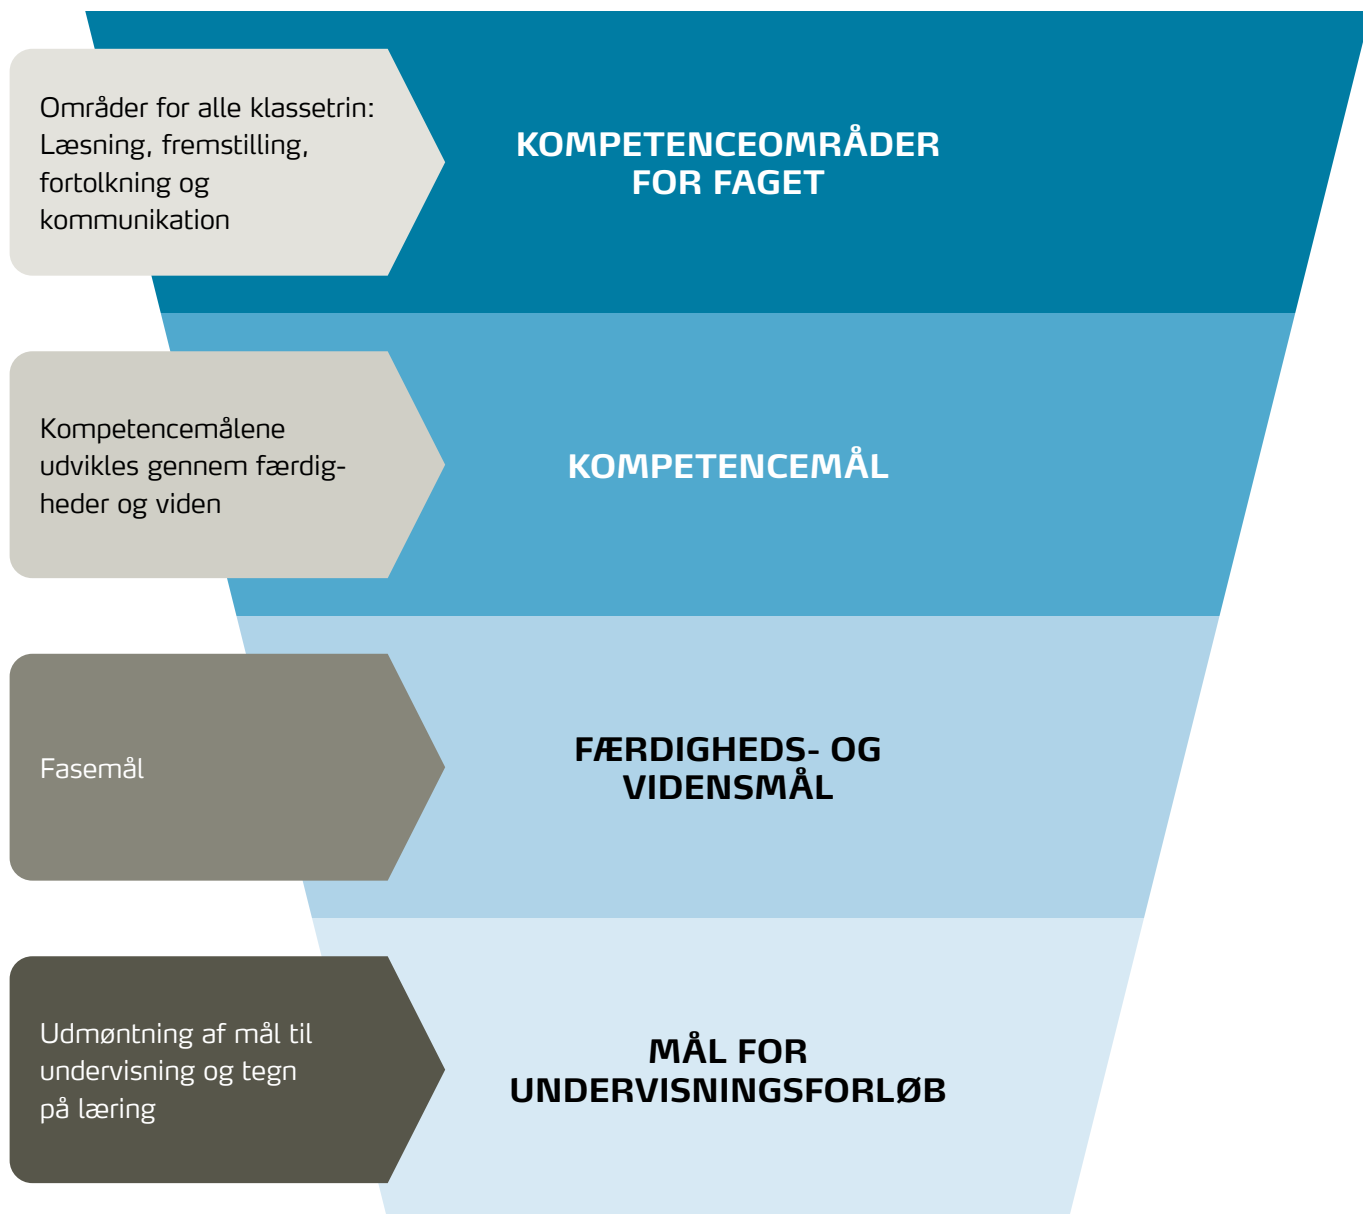 Områder for alle klassetrin:
Læsning, fremstilling,
fortolkning og
kommunikation
KOMPETENCEOMRÅDER
FOR FAGET
Kompetencemålene
udvikles gennem færdig-
heder og viden
KOMPETENCEMÅL
Fasemål
FÆRDIGHEDS- OG
VIDENSMÅL
Udmøntning af mål til
undervisning og tegn
på læring
MÅL FOR
UNDERVISNINGSFORLØB